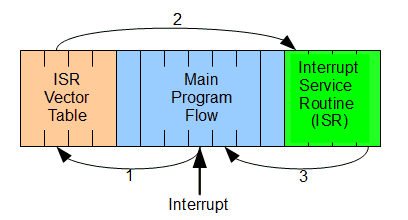 2
ISR
Vector
Table
Main
Program
Flow
Interrupt
Service
Routine
(ISR)
1
3
Interrupt